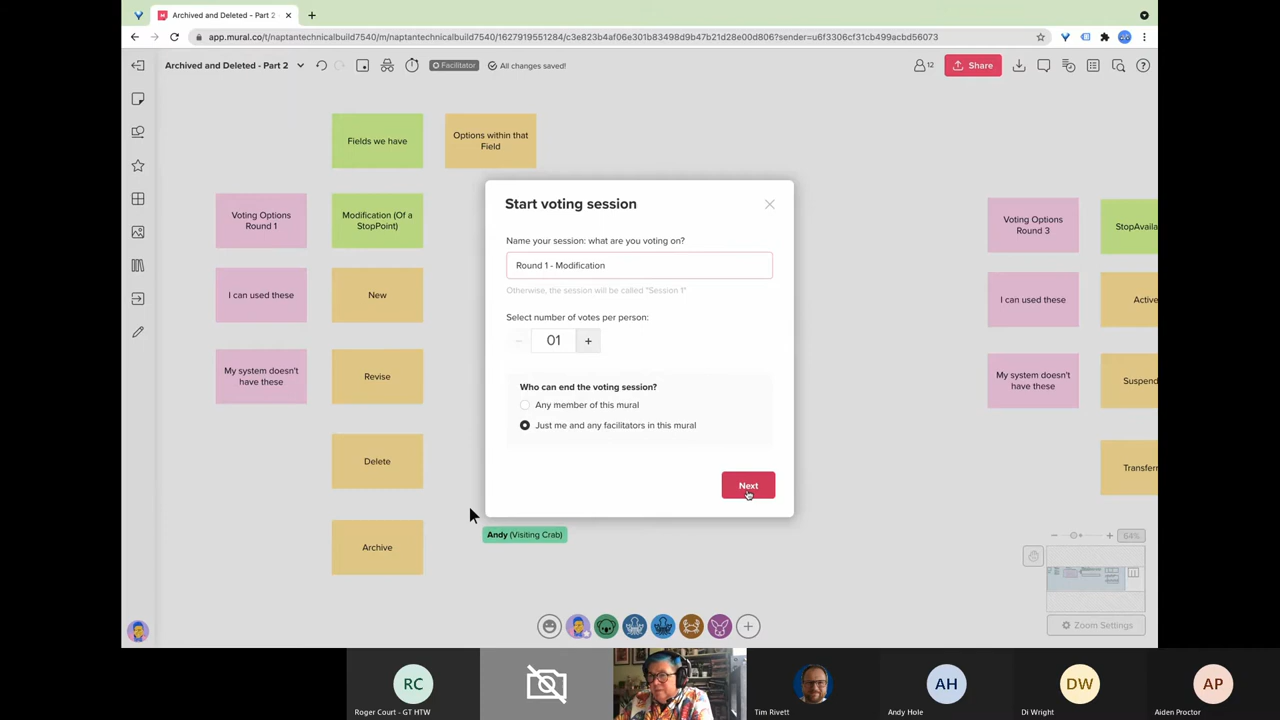 Archived and Deleted - Part 2
app.mural.co/t/naptantechnicalbuild7540/m/naptantechnicalbuild7540/1627919551284/c3e823b4af06e301b83498d9b47b21d28e00d806?sender=u6f3306cf31cb499acbd56073
Archived and Deleted - Part 2
Facilitator
All changes saved!
12
Share
Fields we have
Options within that
Field
Start voting session
Voting Options
Round 1
Modification (Of a
StopPoint)
Name your session: what are you voting on?
Round 1 - Modification
Otherwise, the session will be called "Session 1"
Voting Options
Round 3
StopAvaila
I can used these
New
Select number of votes per person:
01
+
I can used these
Active
My system doesn't
have these
Revise
Who can end the voting session?
Any member of this mural
Just me and any facilitators in this mural
My system doesn't
have these
Suspend
Delete
Next
Transferr
Andy (Visiting Crab)
Archive
64%
Zoom Settings
RC
Roger Court - GT HTW
Tim Rivett
AH
Andy Hole
DW
Di Wright
AP
Aiden Proctor